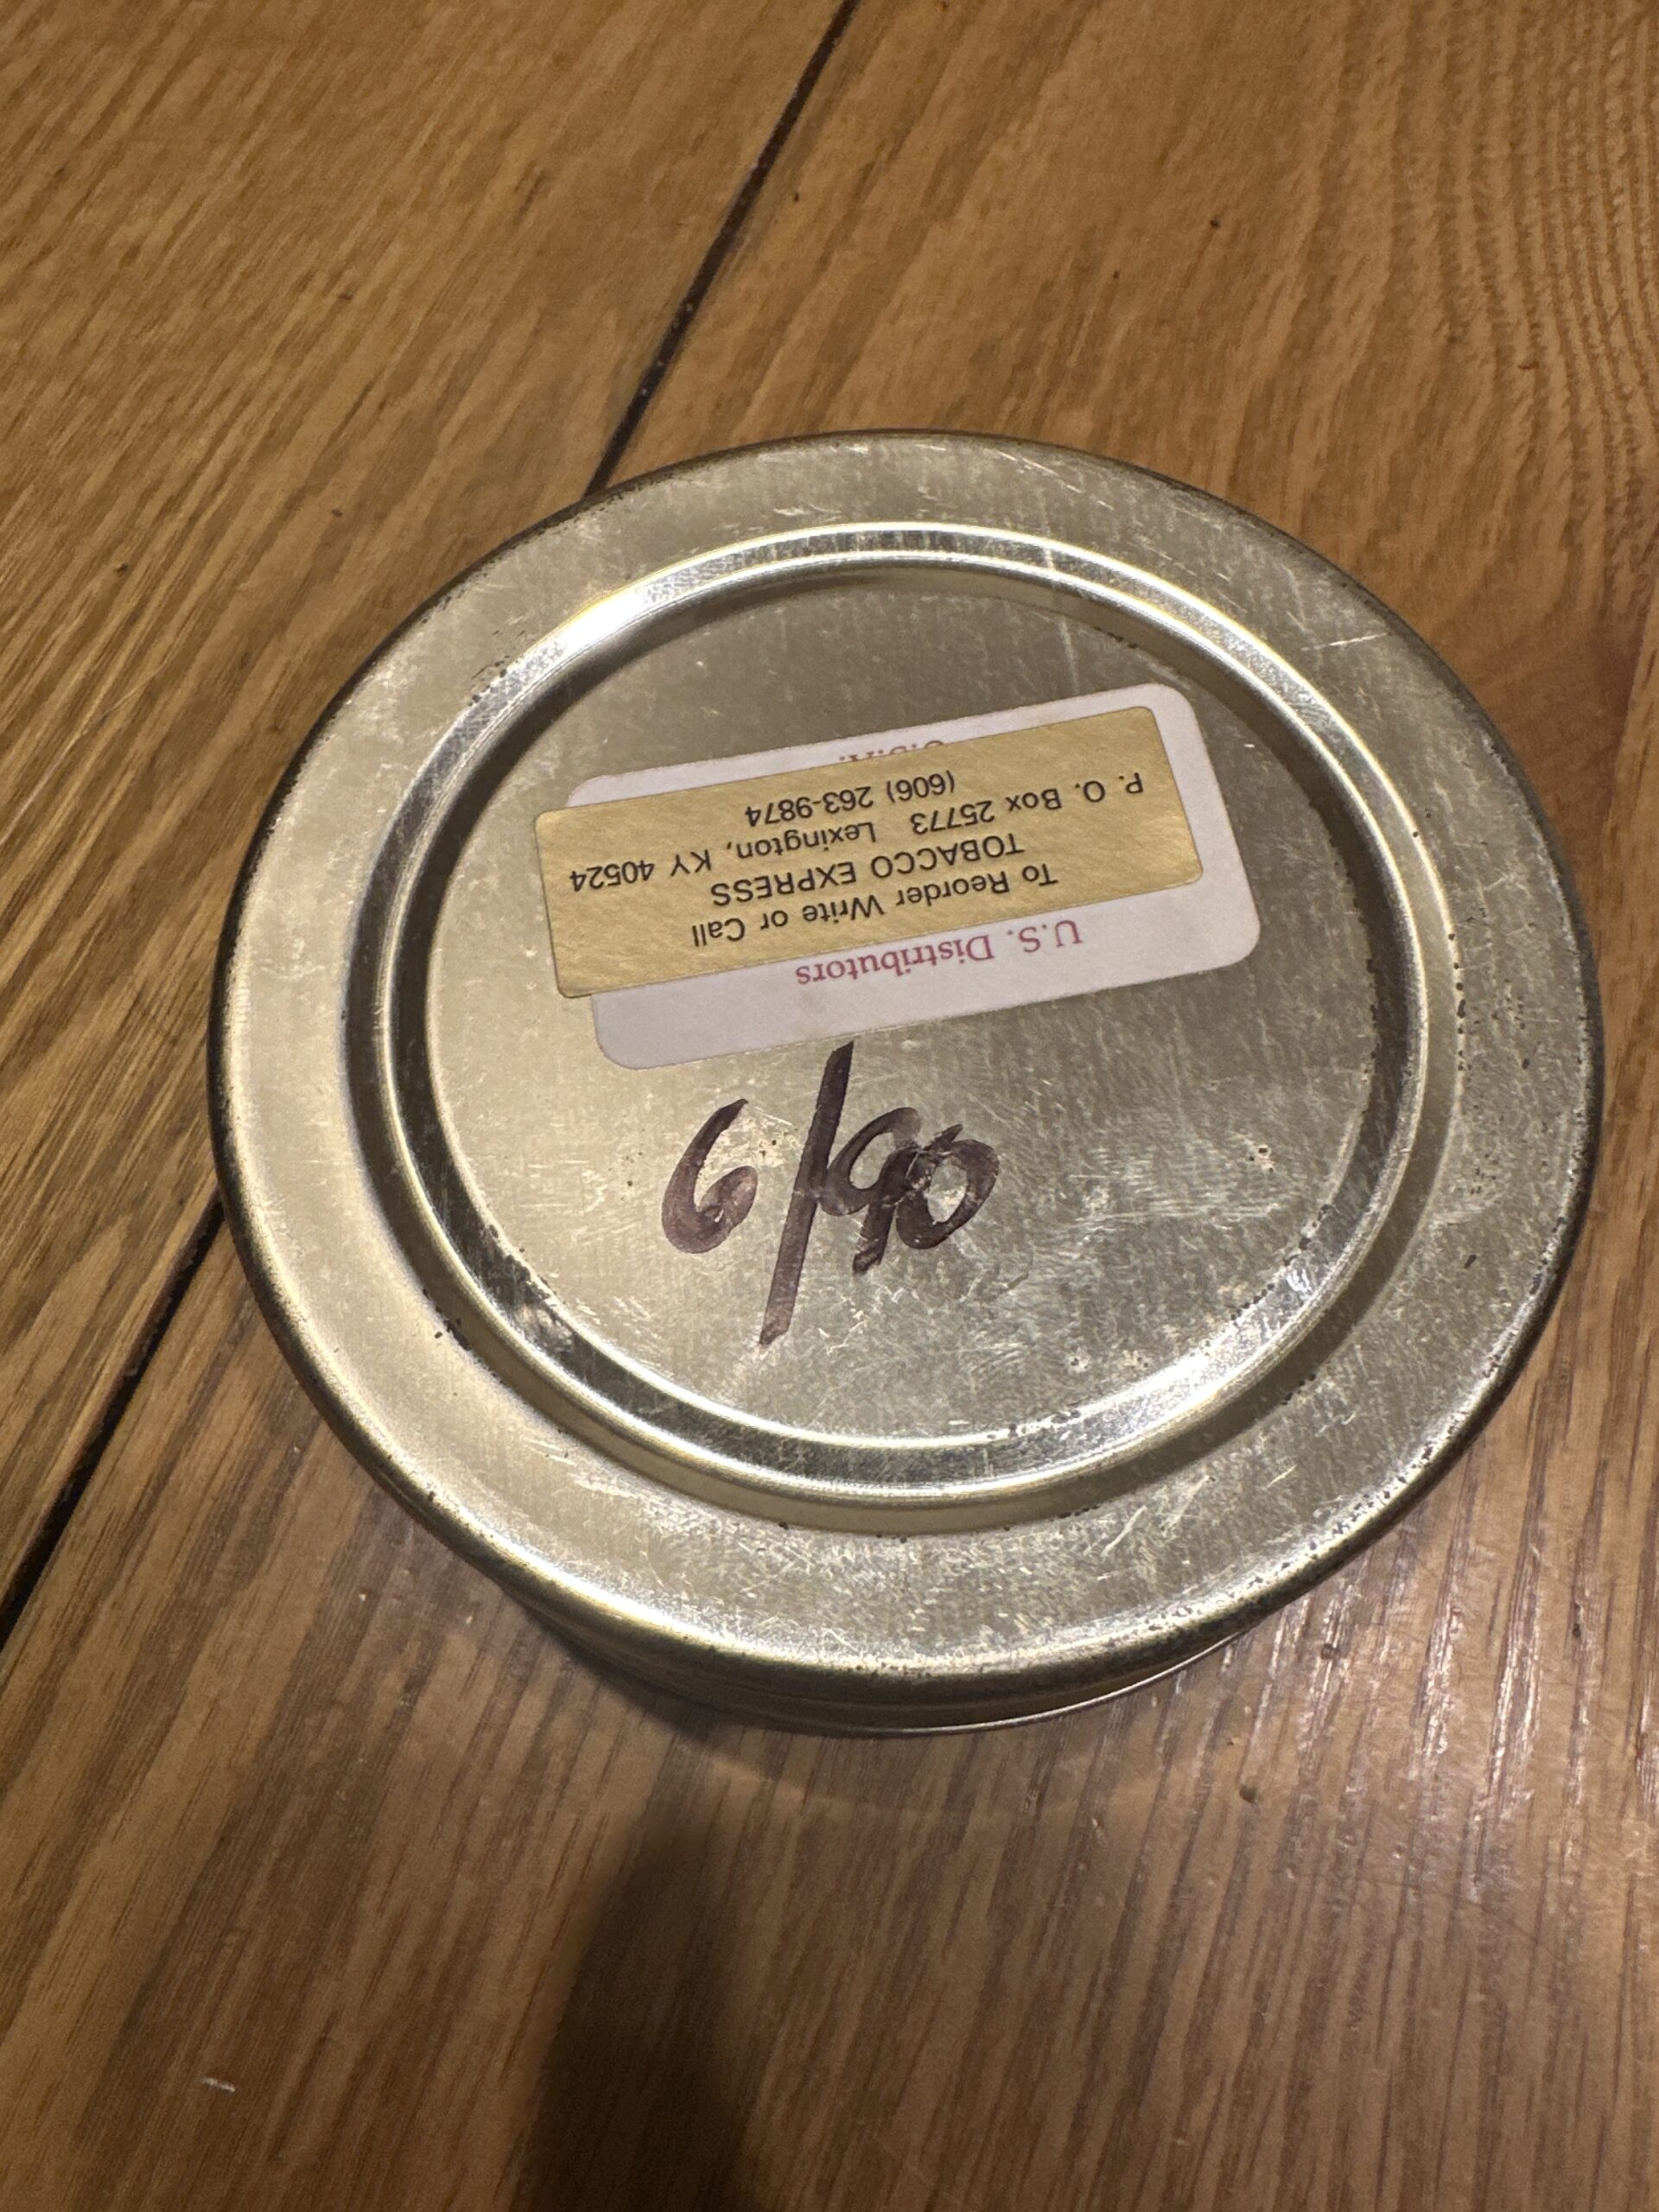 To Reorder Write or Call
TOBACCO EXPRESS
P. O. Box 25773 Lexington, KY 40524
(606) 263-9874
U.S. Distributors
6/90